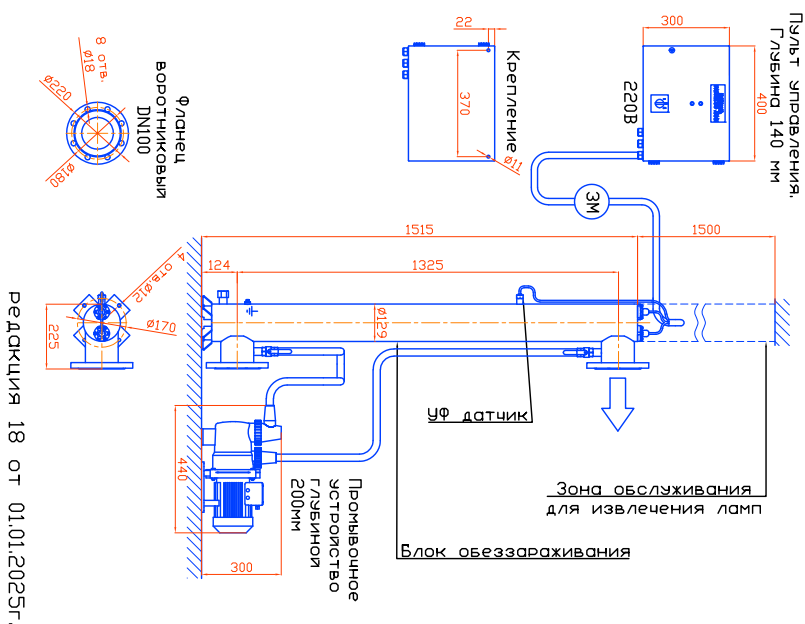 Пульт управления.
Глубина 140 мм
300
400
220В
22
Крепление
370
ø11
3М
8 отв.
ø18
ø220
ø180
Фланец
воротниковый
DN100
1515
1500
124
1325
4 отв.ø12
ø170
225
ø129
УФ датчик
Зона обслуживания
для извлечения ламп
Блок обеззараживания
Промывочное
устройство
глубиной
200мм
440
300
редакция 18 от 01.01.2025г.